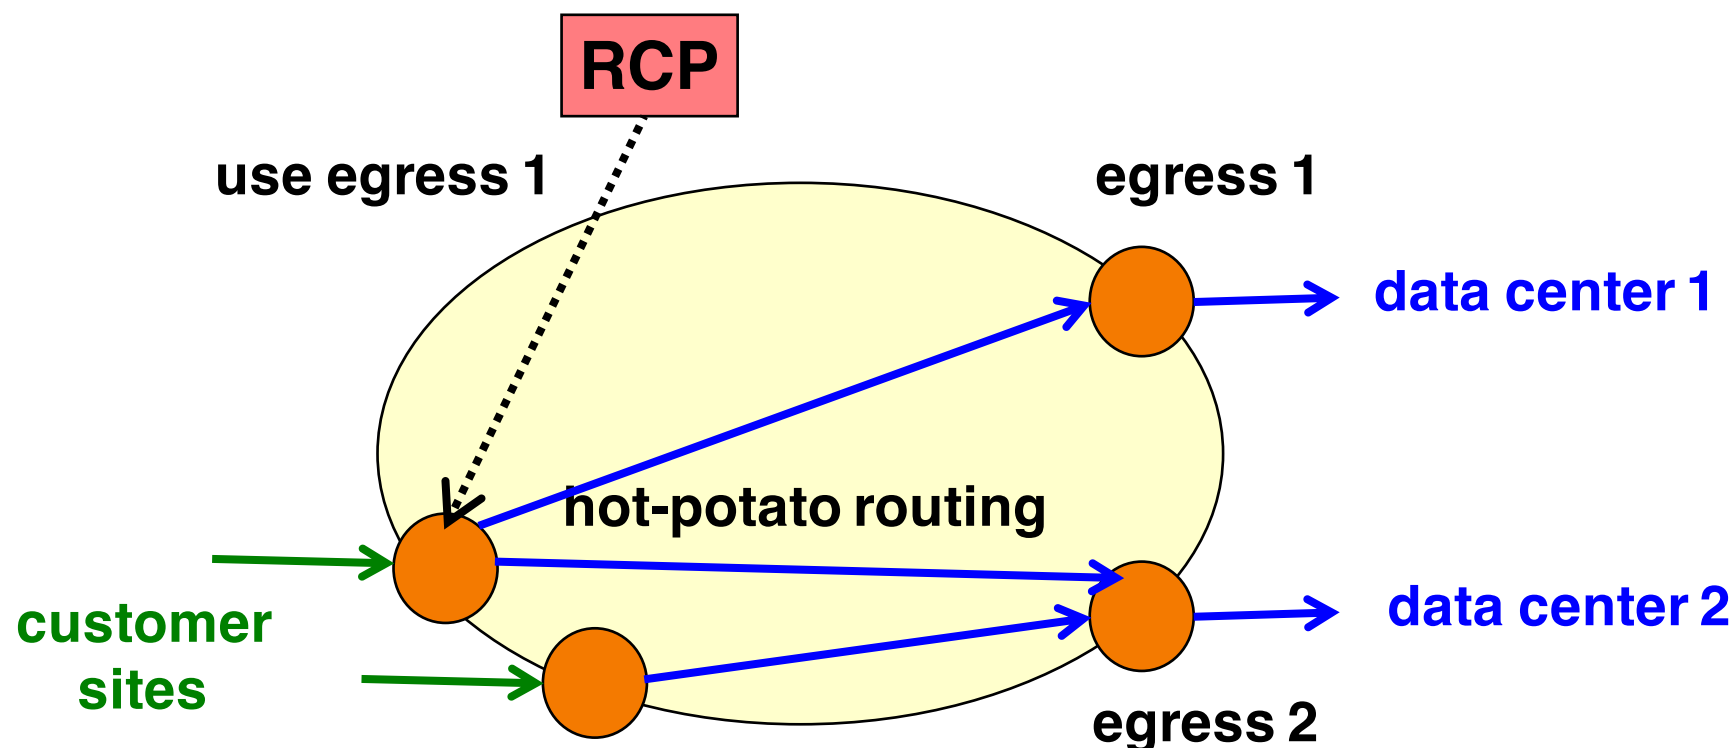 RCP
use egress 1
egress 1
data center 1
hot-potato routing
customer
sites
data center 2
egress 2